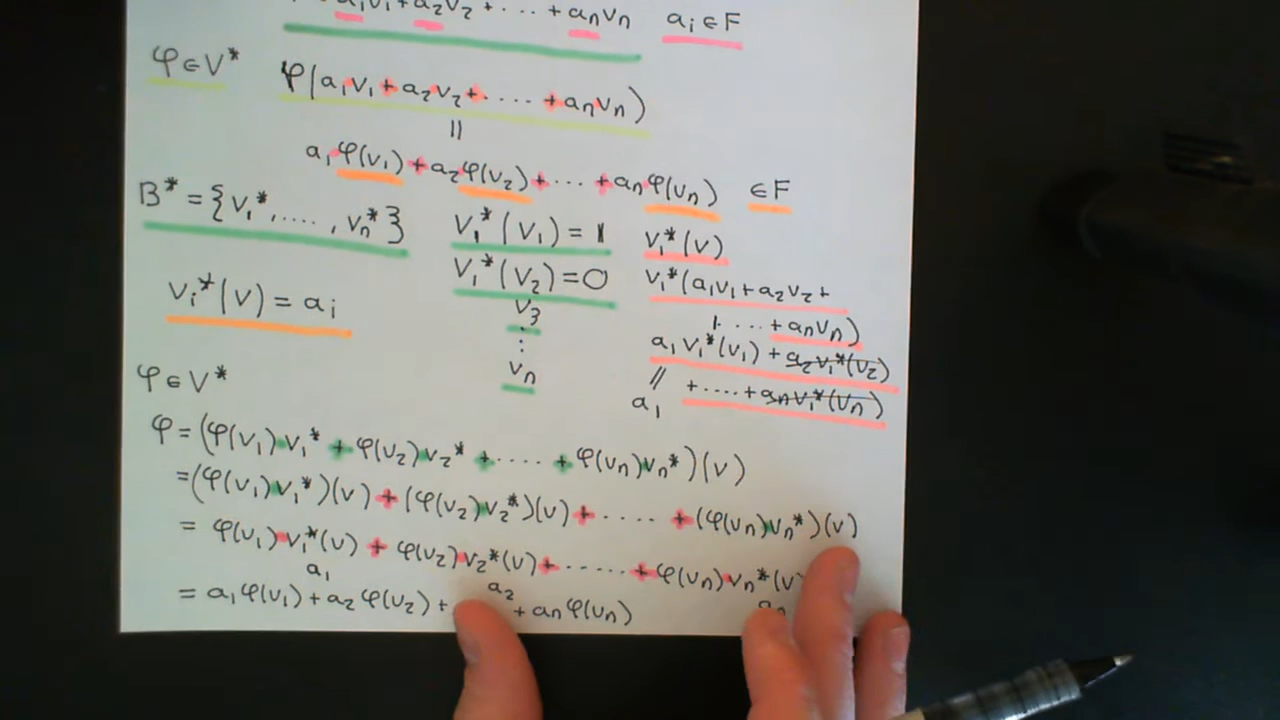 a₁v₁+a₂v₂+....+aₙvₙ aᵢ∈F
φ∈V* φ(a₁v₁+a₂v₂+....+aₙvₙ)
||
a₁φ(v₁)+a₂φ(v₂)+...+aₙφ(vₙ) ∈F
B*={v₁*,....,vₙ*} v₁*(v₁)=1 v₁*(v)
v₁*(v₂)=0 v₁*(a₁v₁+a₂v₂+
vᵢ*(v)=aᵢ v₃ ...+aₙvₙ)
⋮ a₁v₁*(v₁)+a₂v₁*(v₂)
vₙ || +....+aₙv₁*(vₙ)
φ∈V* a₁
φ=(φ(v₁)v₁*+φ(v₂)v₂*+....+φ(vₙ)vₙ*)(v)
=(φ(v₁)v₁*)(v)+(φ(v₂)v₂*)(v)+....+(φ(vₙ)vₙ*)(v)
=φ(v₁)v₁*(v)+φ(v₂)v₂*(v)+.....+φ(vₙ)vₙ*(v
a₁ a₂ aₙ
=a₁φ(v₁)+a₂φ(v₂)+ +aₙφ(vₙ)